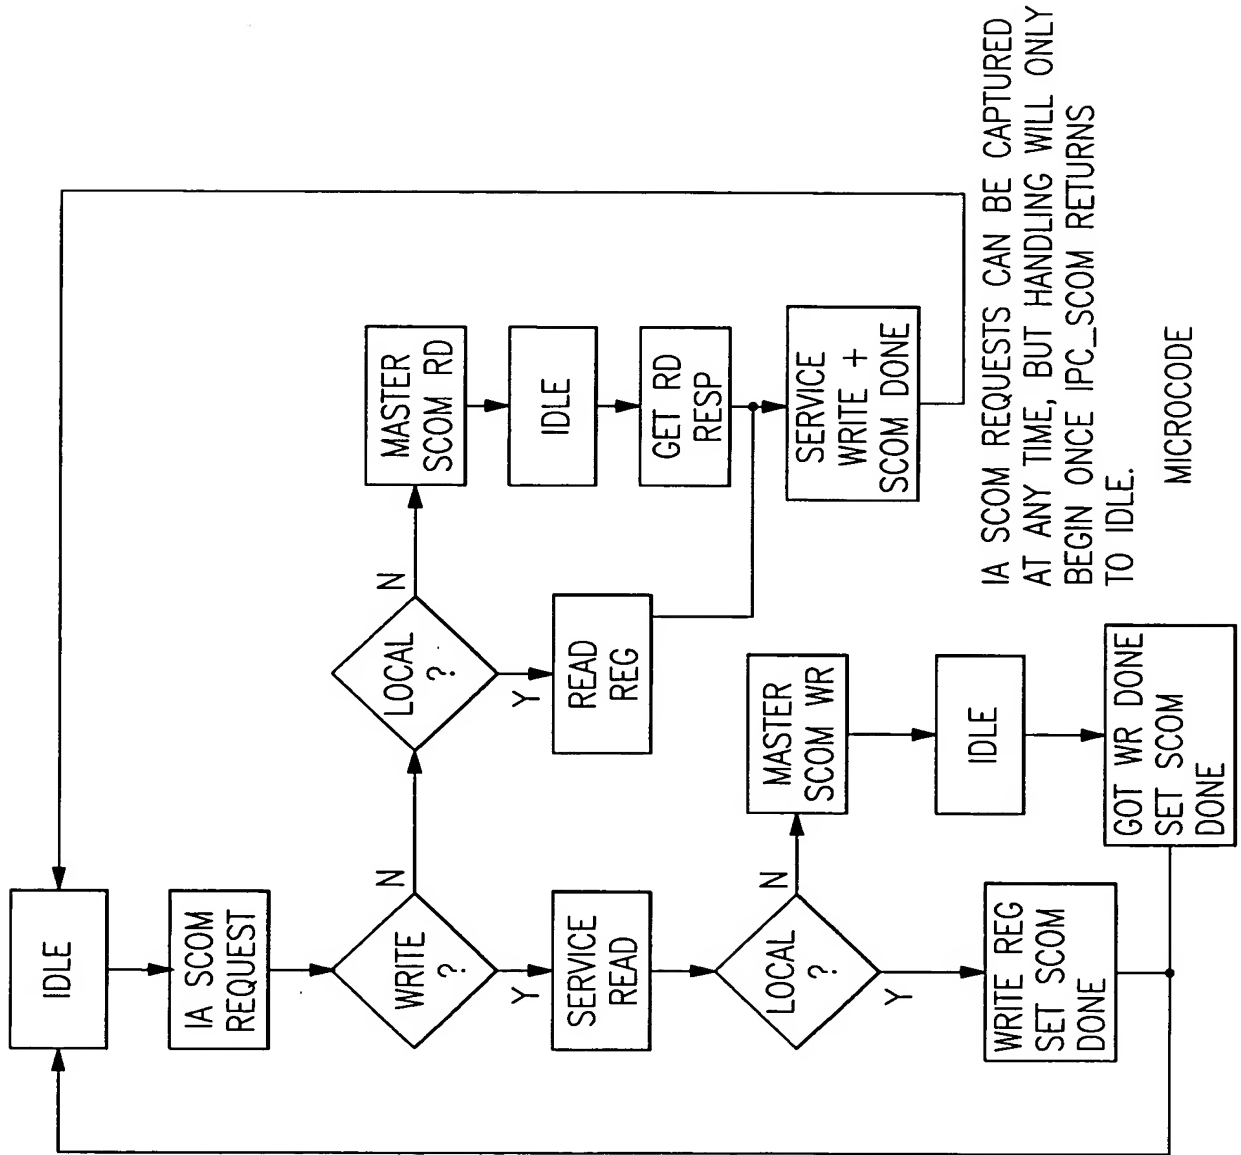 IDLE
IA SCOM
REQUEST
WRITE
?
N
Y
LOCAL
?
N
Y
MASTER
SCOM RD
IDLE
GET RD
RESP
READ
REG
SERVICE
WRITE +
SCOM DONE
SERVICE
READ
LOCAL
?
N
Y
MASTER
SCOM WR
IDLE
GOT WR DONE
SET SCOM
DONE
WRITE REG
SET SCOM
DONE
IA SCOM REQUESTS CAN BE CAPTURED
AT ANY TIME, BUT HANDLING WILL ONLY
BEGIN ONCE IPC_SCOM RETURNS
TO IDLE.
MICROCODE